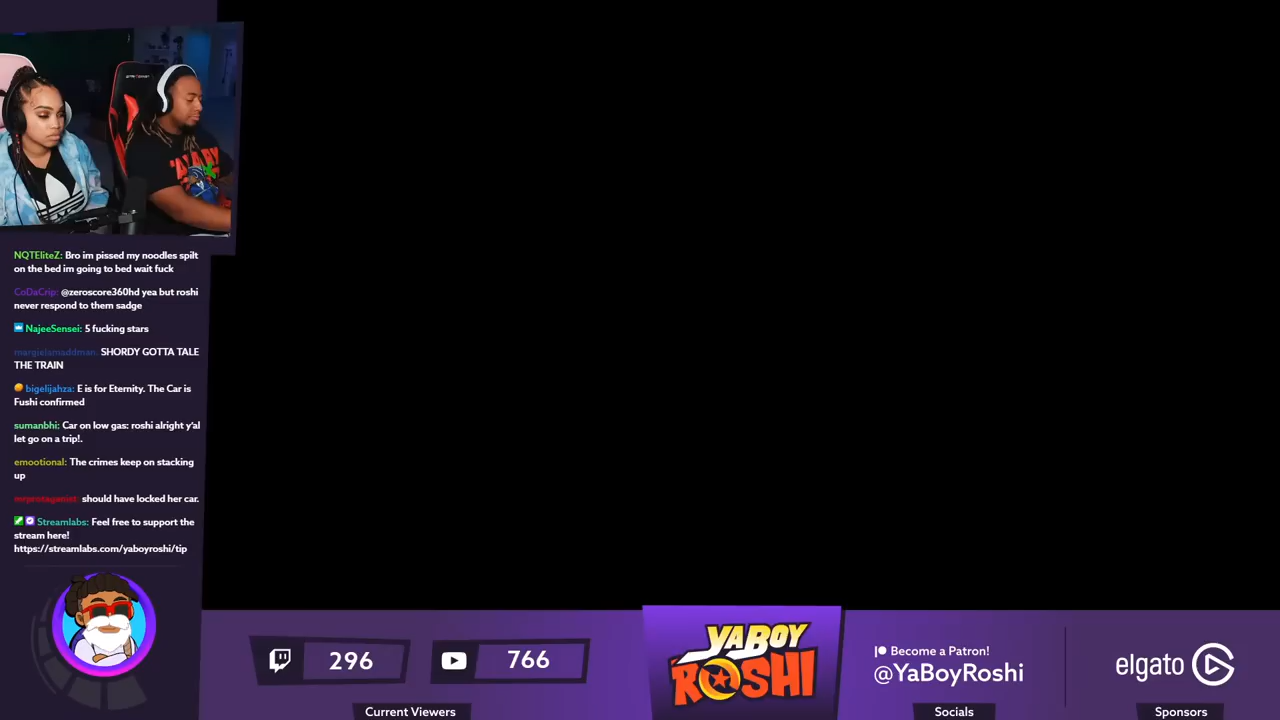 NQTEliteZ: Bro im pissed my noodles spilt
on the bed im going to bed wait fuck
CoDaCrip: @zeroscore360hd yea but roshi
never respond to them sadge
NajeeSensei: 5 fucking stars
margielamaddman: SHORDY GOTTA TALE
THE TRAIN
bigelijahza: E is for Eternity. The Car is
Fushi confirmed
sumanbhi: Car on low gas: roshi alright y'al
let go on a trip!.
emootional: The crimes keep on stacking
up
mrprotaganist: should have locked her car.
Streamlabs: Feel free to support the
stream here!
https://streamlabs.com/yaboyroshi/tip
296
766
Current Viewers
YABOY
ROSHI
Become a Patron!
@YaBoyRoshi
Socials
elgato
Sponsors